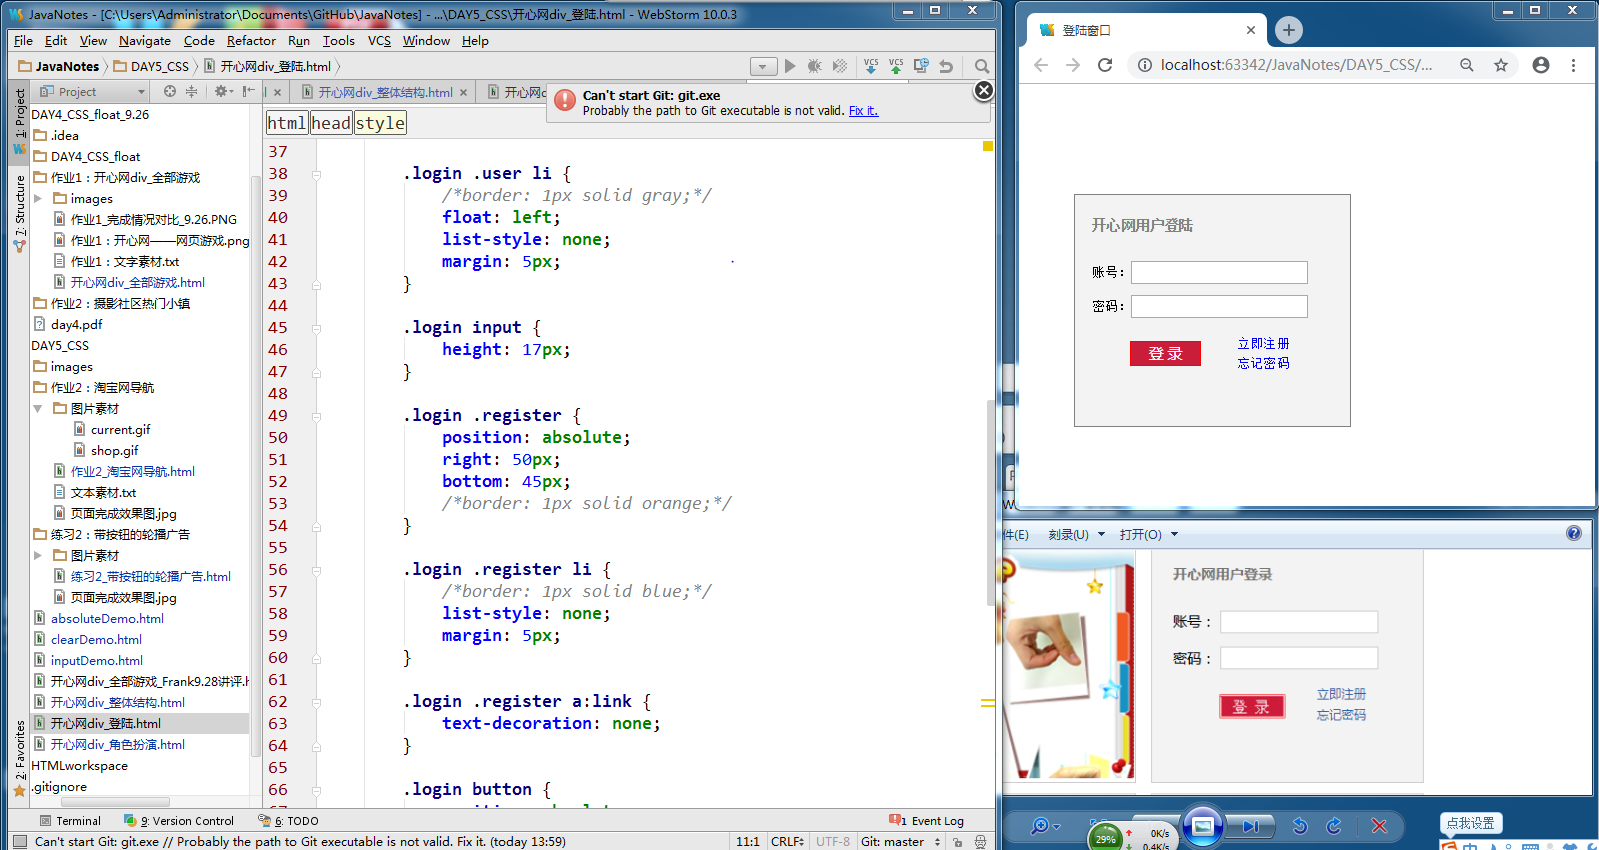 JavaNotes - [C:\Users\Administrator\Documents\GitHub\JavaNotes] - ...\DAY5_CSS\开心网div_登陆.html - WebStorm 10.0.3
File Edit View Navigate Code Refactor Run Tools VCS Window Help
JavaNotes DAY5_CSS 开心网div_登陆.html
VCS VCS
Project
开心网div_整体结构.html
Can't start Git: git.exe
Probably the path to Git executable is not valid. Fix it.
1: Project
7: Structure
2: Favorites
DAY4_CSS_float_9.26
.idea
DAY4_CSS_float
作业1：开心网div_全部游戏
images
作业1_完成情况对比_9.26.PNG
作业1：开心网——网页游戏.png
作业1：文字素材.txt
开心网div_全部游戏.html
作业2：摄影社区热门小镇
day4.pdf
DAY5_CSS
images
作业2：淘宝网导航
图片素材
current.gif
shop.gif
作业2_淘宝网导航.html
文本素材.txt
页面完成效果图.jpg
练习2：带按钮的轮播广告
图片素材
练习2_带按钮的轮播广告.html
页面完成效果图.jpg
absoluteDemo.html
clearDemo.html
inputDemo.html
开心网div_全部游戏_Frank9.28讲评.h
开心网div_整体结构.html
开心网div_登陆.html
开心网div_角色扮演.html
HTMLworkspace
.gitignore
html head style
37
38 .login .user li {
39 /*border: 1px solid gray;*/
40 float: left;
41 list-style: none;
42 margin: 5px;
43 }
44
45 .login input {
46 height: 17px;
47 }
48
49 .login .register {
50 position: absolute;
51 right: 50px;
52 bottom: 45px;
53 /*border: 1px solid orange;*/
54 }
55
56 .login .register li {
57 /*border: 1px solid blue;*/
58 list-style: none;
59 margin: 5px;
60 }
61
62 .login .register a:link {
63 text-decoration: none;
64 }
65
66 .login button {
Terminal 9: Version Control 6: TODO 1 Event Log
Can't start Git: git.exe // Probably the path to Git executable is not valid. Fix it. (today 13:59) 11:1 CRLF UTF-8 Git: master
登陆窗口
localhost:63342/JavaNotes/DAY5_CSS/...
开心网用户登陆
账号：
密码：
登 录
立即注册
忘记密码
件(E) 刻录(U) 打开(O)
开心网用户登录
账号：
密码：
登 录
立即注册
忘记密码
29%
0K/s
0.4K/s
点我设置